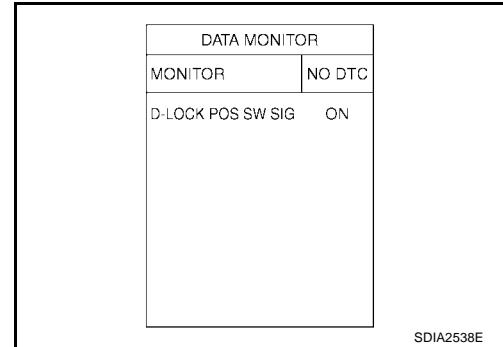 DATA MONITOR
MONITOR NO DTC
D-LOCK POS SW SIG ON
SDIA2538E